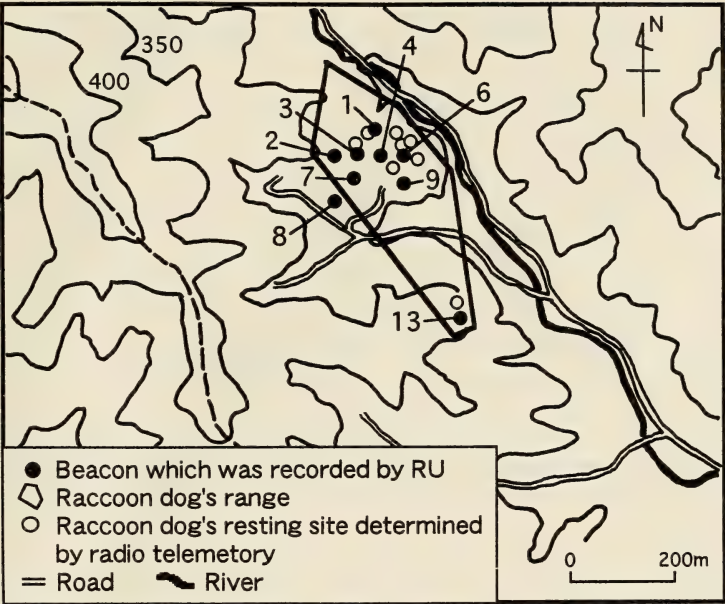 350
400
N
4
1
6
3
2
7
9
8
13
Beacon which was recorded by RU
Raccoon dog's range
Raccoon dog's resting site determined
by radio telemetory
Road
River
0
200m